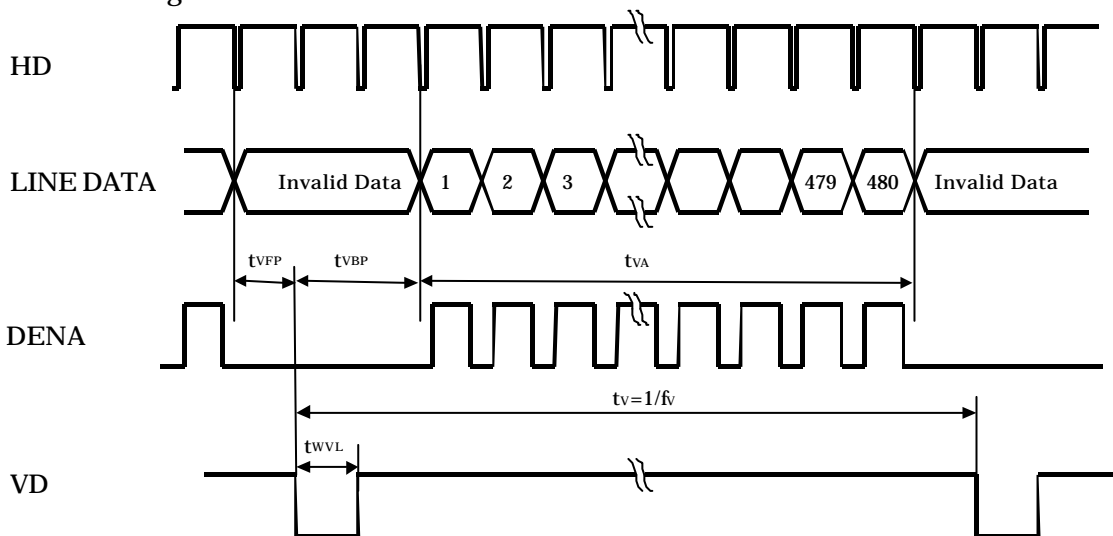 HD
LINE DATA
Invalid Data 1 2 3 479 480 Invalid Data
tVFP tVBP tVA
DENA
tV=1/fV
tWVL
VD